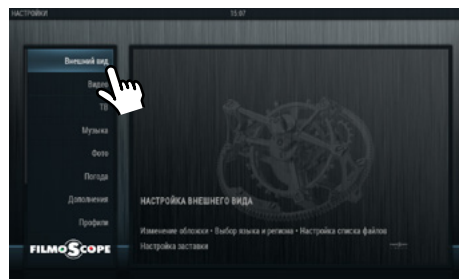 НАСТРОЙКИ
15:07
Внешний вид
Видео
ТВ
Музыка
Фото
Погода
Дополнения
Профили
НАСТРОЙКА ВНЕШНЕГО ВИДА
Изменение обложки • Выбор языка и региона • Настройка списка файлов
Настройка заставки
FILMOSCOPE